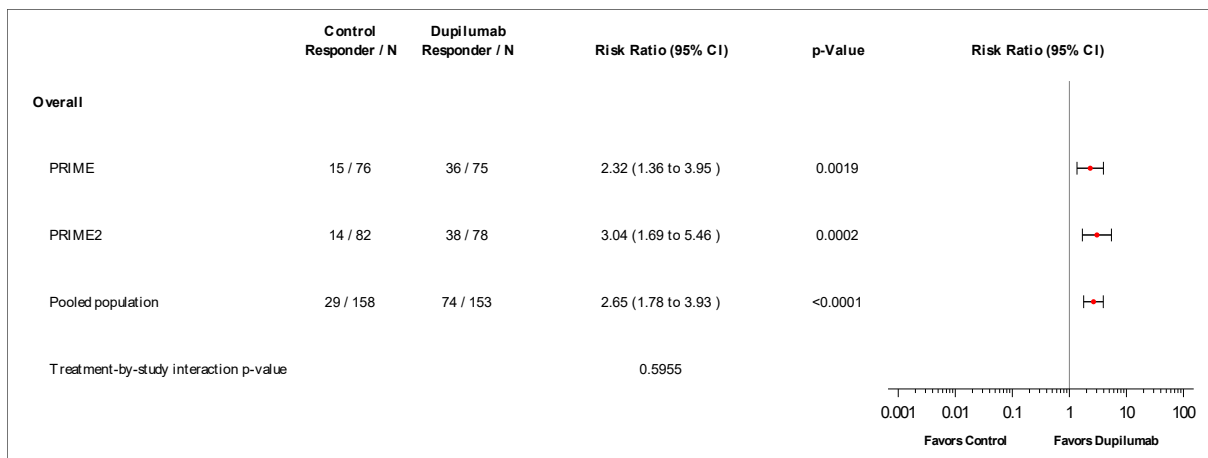 Control Dupilumab
Responder / N Responder / N Risk Ratio (95% CI) p-Value Risk Ratio (95% CI)
Overall
PRIME 15 / 76 36 / 75 2.32 (1.36 to 3.95 ) 0.0019
PRIME2 14 / 82 38 / 78 3.04 (1.69 to 5.46 ) 0.0002
Pooled population 29 / 158 74 / 153 2.65 (1.78 to 3.93 ) <0.0001
Treatment-by-study interaction p-value 0.5955
0.001 0.01 0.1 1 10 100
Favors Control Favors Dupilumab